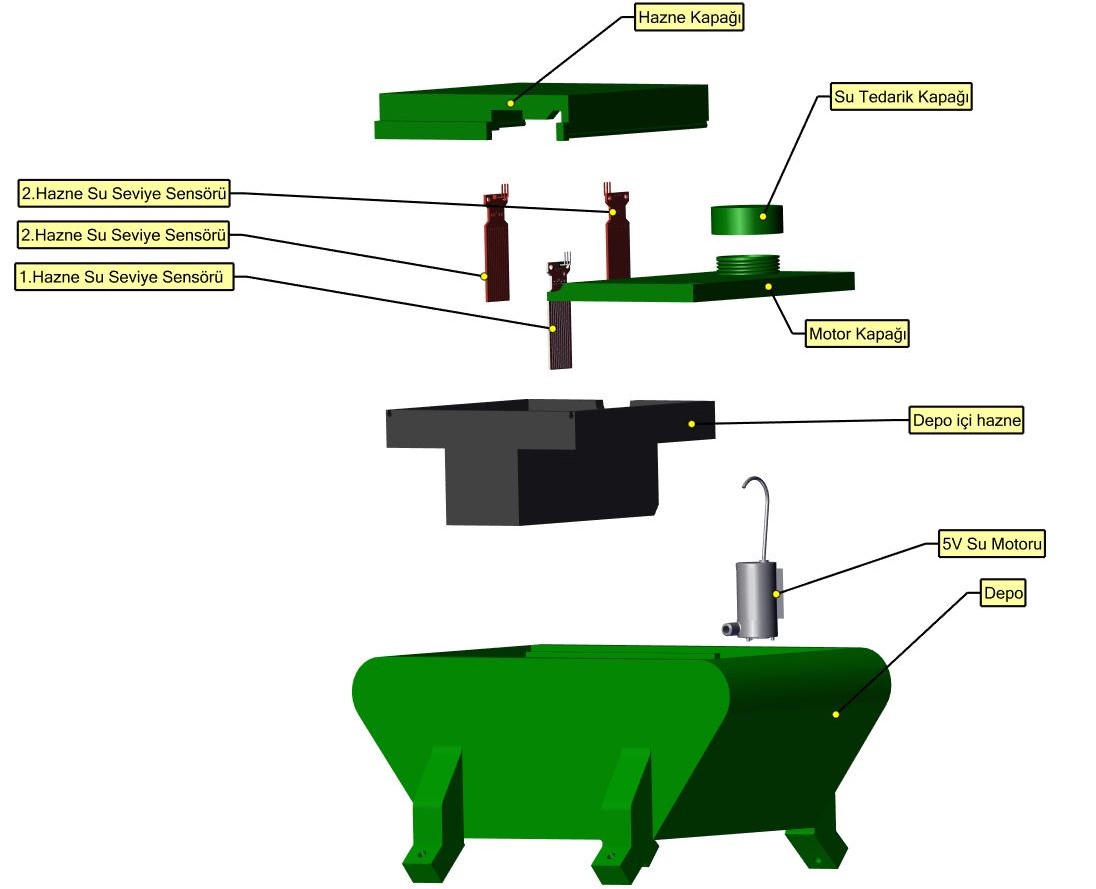 Hazne Kapağı
Su Tedarik Kapağı
2.Hazne Su Seviye Sensörü
2.Hazne Su Seviye Sensörü
1.Hazne Su Seviye Sensörü
Motor Kapağı
Depo içi hazne
5V Su Motoru
Depo